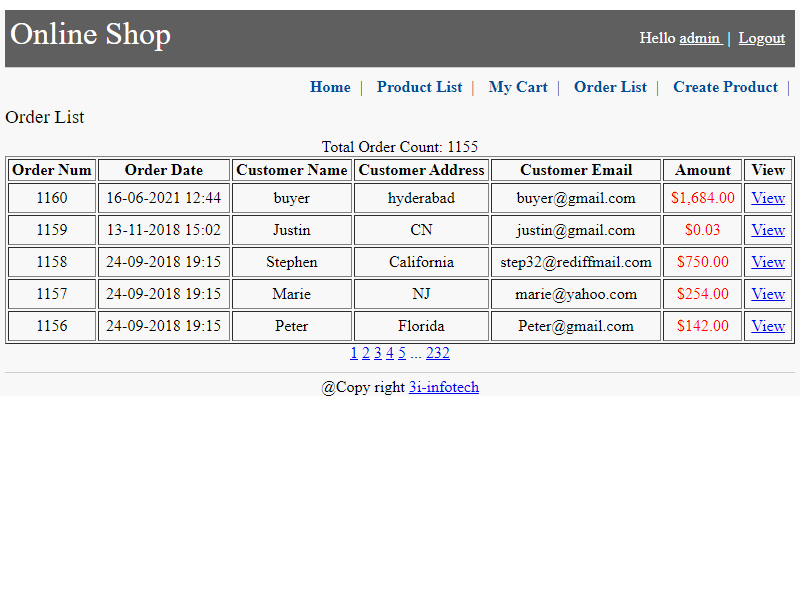 Online Shop
Hello admin | Logout
Home | Product List | My Cart | Order List | Create Product |
Order List
Total Order Count: 1155
Order Num Order Date Customer Name Customer Address Customer Email Amount View
1160 16-06-2021 12:44 buyer hyderabad buyer@gmail.com $1,684.00 View
1159 13-11-2018 15:02 Justin CN justin@gmail.com $0.03 View
1158 24-09-2018 19:15 Stephen California step32@rediffmail.com $750.00 View
1157 24-09-2018 19:15 Marie NJ marie@yahoo.com $254.00 View
1156 24-09-2018 19:15 Peter Florida Peter@gmail.com $142.00 View
1 2 3 4 5 ... 232
@Copy right 3i-infotech